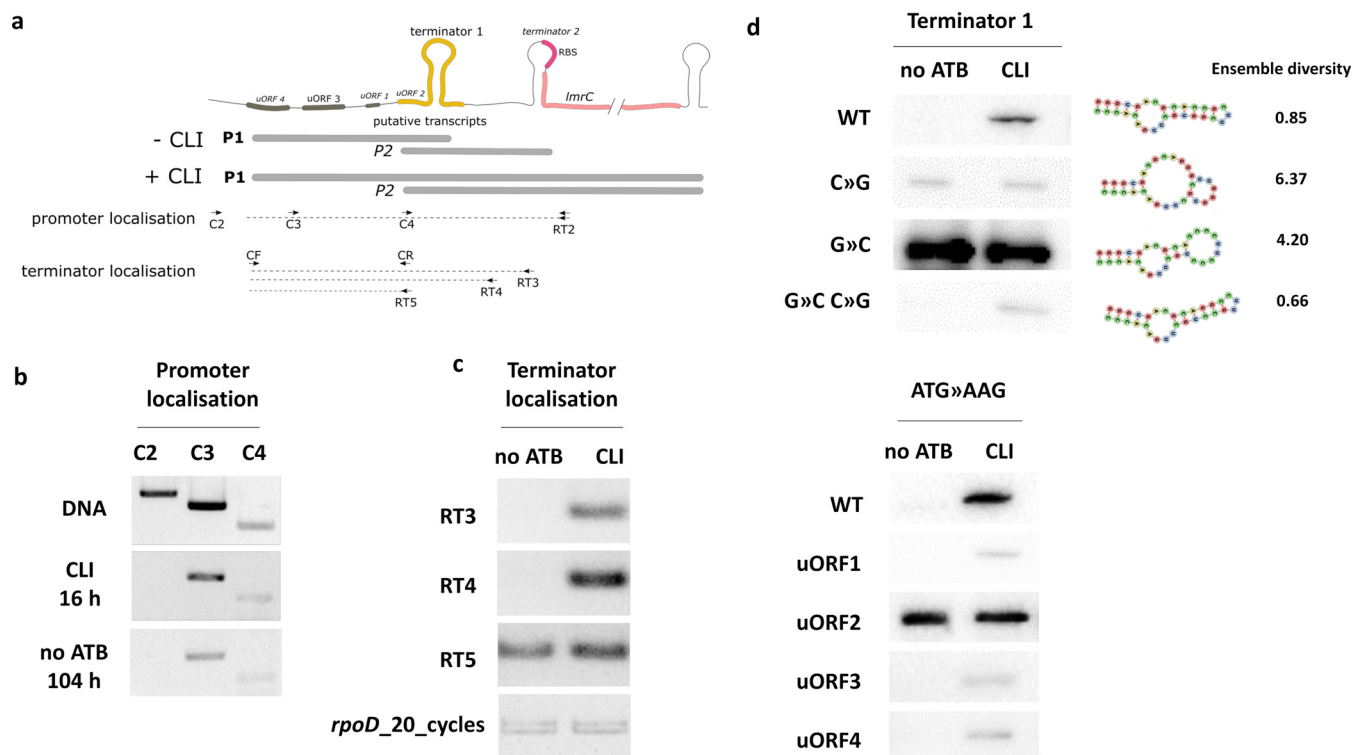 a
terminator 1
terminator 2
RBS
uORF 4
uORF 3
uORF 1
uORF 2
lmrC
putative transcripts
- CLI
P1
P2
+ CLI
P1
P2
promoter localisation
C2
C3
C4
RT2
terminator localisation
CF
CR
RT3
RT4
RT5
b
Promoter
localisation
C2 C3 C4
DNA
CLI
16 h
no ATB
104 h
c
Terminator
localisation
no ATB CLI
RT3
RT4
RT5
rpoD_20_cycles
d
Terminator 1
no ATB CLI
Ensemble diversity
WT
0.85
C»G
6.37
G»C
4.20
G»C C»G
0.66
ATG»AAG
no ATB CLI
WT
uORF1
uORF2
uORF3
uORF4